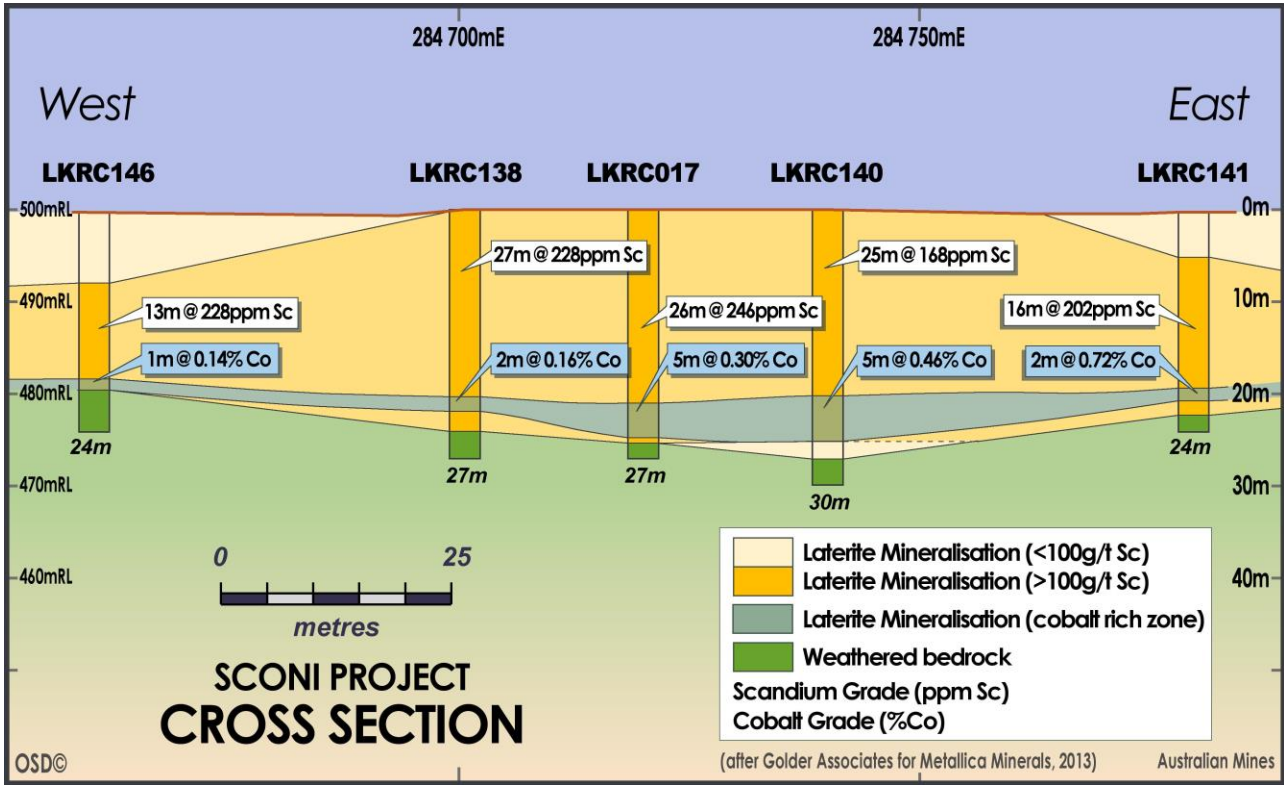 284 700mE
284 750mE
West
East
LKRC146
LKRC138
LKRC017
LKRC140
LKRC141
500mRL
0m
27m @ 228ppm Sc
25m @ 168ppm Sc
490mRL
10m
13m @ 228ppm Sc
26m @ 246ppm Sc
16m @ 202ppm Sc
1m @ 0.14% Co
2m @ 0.16% Co
5m @ 0.30% Co
5m @ 0.46% Co
2m @ 0.72% Co
480mRL
20m
24m
27m
27m
30m
24m
470mRL
30m
460mRL
40m
0
25
metres
SCONI PROJECT
CROSS SECTION
Laterite Mineralisation (<100g/t Sc)
Laterite Mineralisation (>100g/t Sc)
Laterite Mineralisation (cobalt rich zone)
Weathered bedrock
Scandium Grade (ppm Sc)
Cobalt Grade (%Co)
OSD©
(after Golder Associates for Metallica Minerals, 2013)
Australian Mines